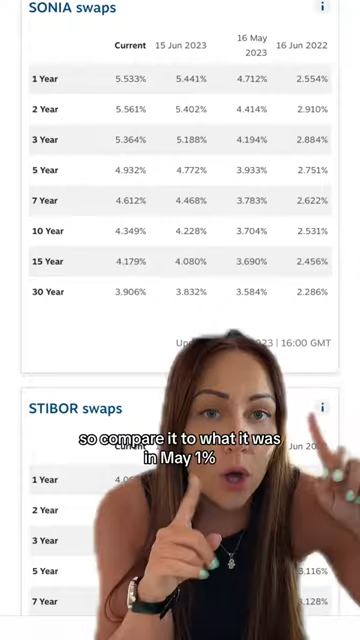 SONIA swaps
i
Current 15 Jun 2023 16 May 2023 16 Jun 2022
1 Year 5.533% 5.441% 4.712% 2.554%
2 Year 5.561% 5.402% 4.414% 2.910%
3 Year 5.364% 5.188% 4.194% 2.884%
5 Year 4.932% 4.772% 3.933% 2.751%
7 Year 4.612% 4.468% 3.783% 2.622%
10 Year 4.349% 4.228% 3.704% 2.531%
15 Year 4.179% 4.080% 3.690% 2.456%
30 Year 3.906% 3.832% 3.584% 2.286%
16:00 GMT
STIBOR swaps
i
so compare it to what it was
in May 1%
1 Year
2 Year
3 Year
5 Year
7 Year